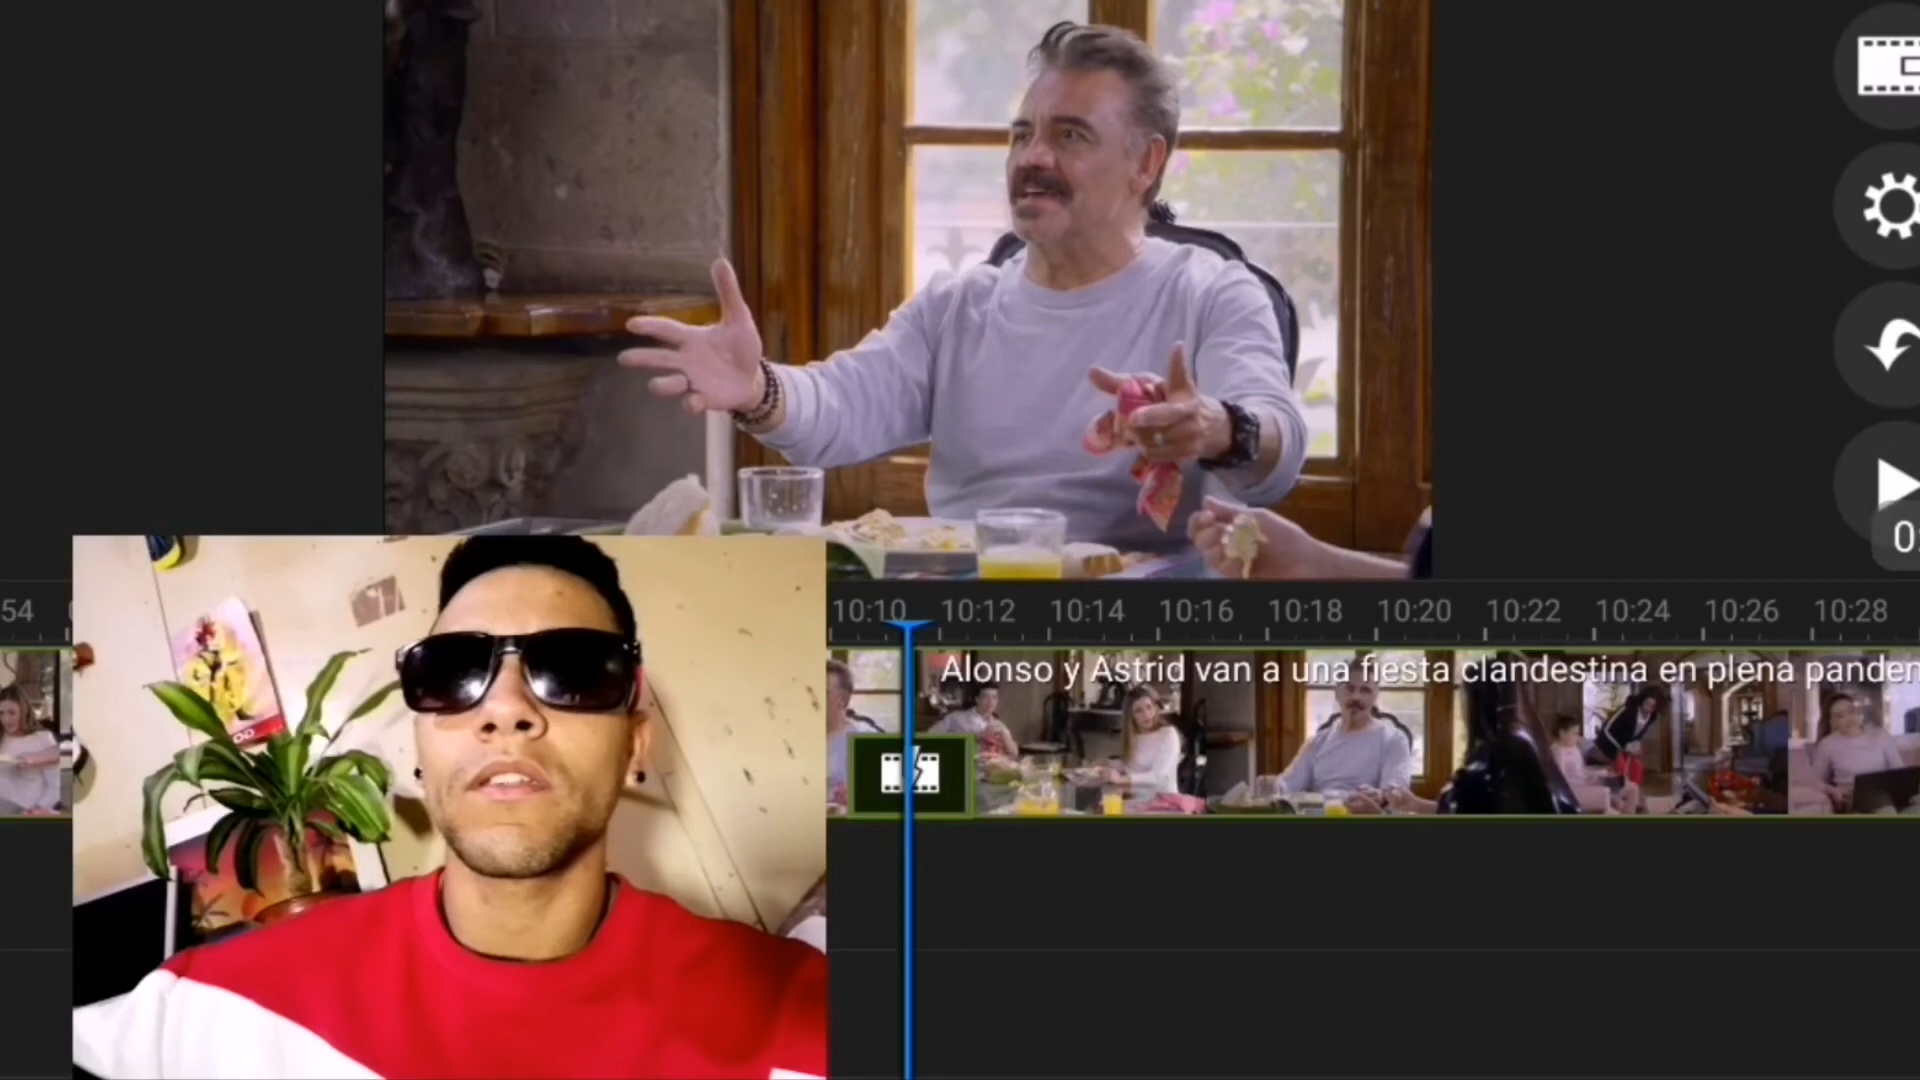 54
10:10 10:12 10:14 10:16 10:18 10:20 10:22 10:24 10:26 10:28
Alonso y Astrid van a una fiesta clandestina en plena panden